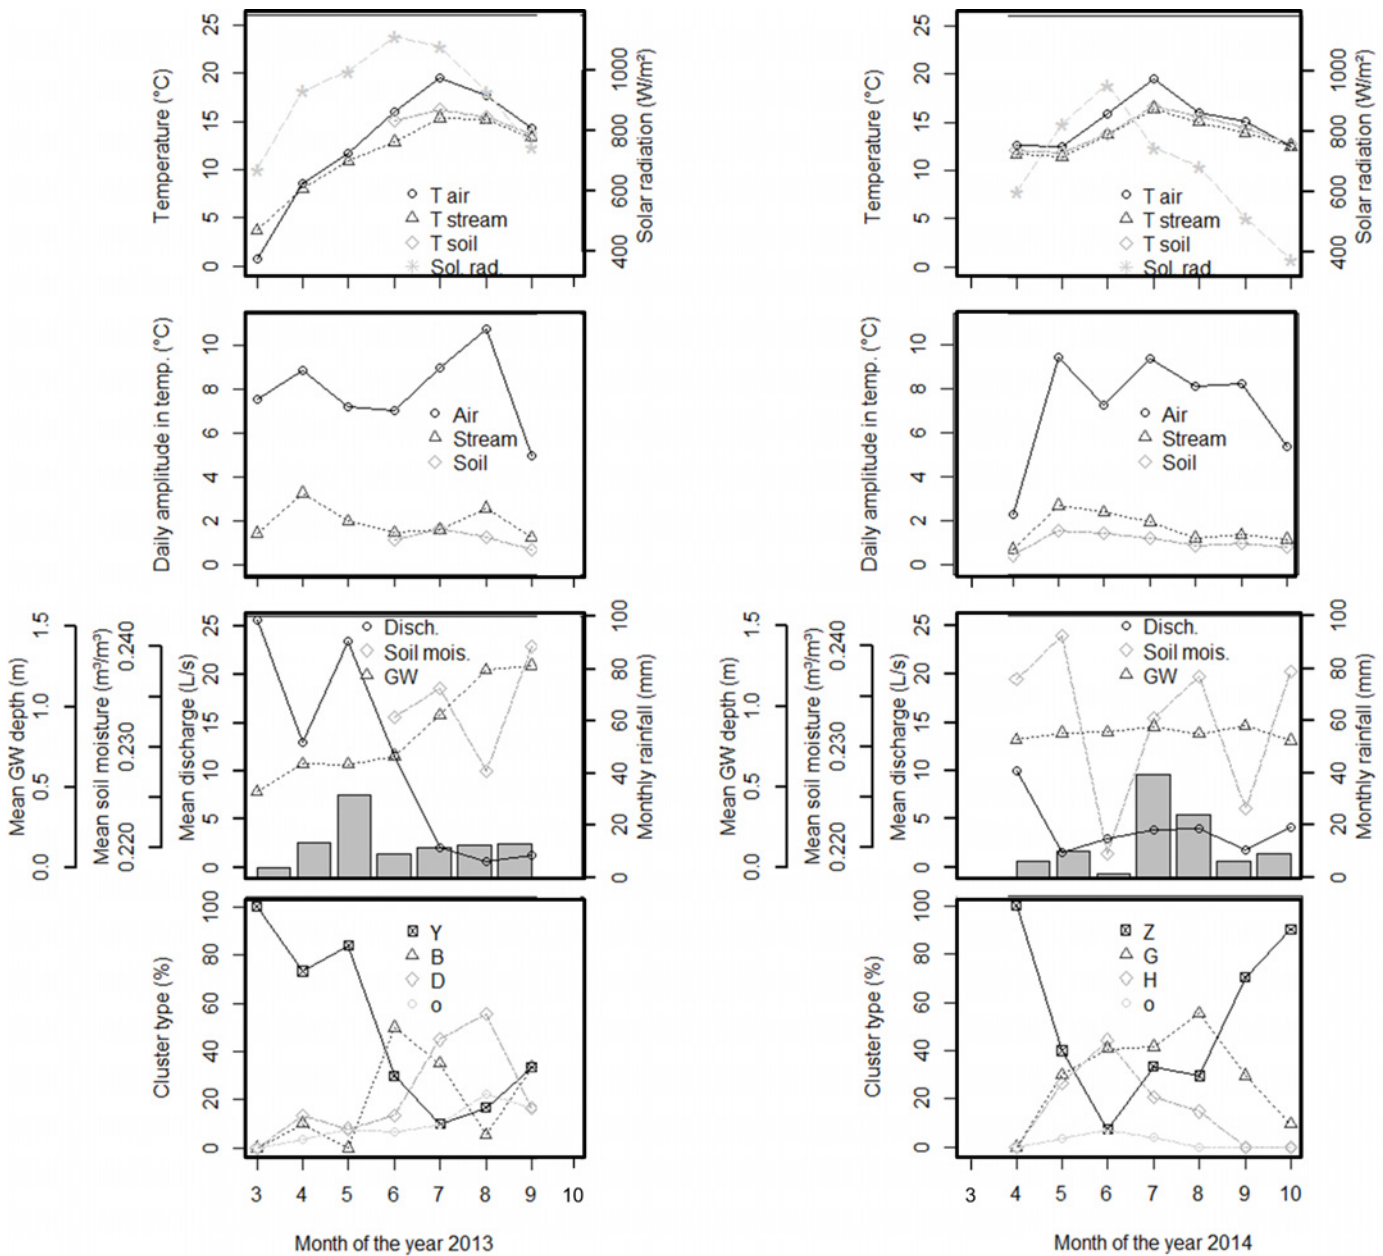 25
20
15
10
5
0
Temperature (°C)
1000
800
600
400
Solar radiation (W/m²)
T air
T stream
T soil
Sol. rad.
25
20
15
10
5
0
Temperature (°C)
1000
800
600
400
Solar radiation (W/m²)
T air
T stream
T soil
Sol. rad.
10
8
6
4
2
0
Daily amplitude in temp. (°C)
Air
Stream
Soil
10
8
6
4
2
0
Daily amplitude in temp. (°C)
Air
Stream
Soil
Mean GW depth (m)
1.5
1.0
0.5
0.0
Mean soil moisture (m³/m³)
0.240
0.230
0.220
Mean discharge (L/s)
25
20
15
10
5
0
Disch.
Soil mois.
GW
100
80
60
40
20
0
Monthly rainfall (mm)
Mean GW depth (m)
1.5
1.0
0.5
0.0
Mean soil moisture (m³/m³)
0.240
0.230
0.220
Mean discharge (L/s)
25
20
15
10
5
0
Disch.
Soil mois.
GW
100
80
60
40
20
0
Monthly rainfall (mm)
100
80
60
40
20
0
Cluster type (%)
Y
B
D
o
3 4 5 6 7 8 9 10
Month of the year 2013
100
80
60
40
20
0
Cluster type (%)
Z
G
H
o
3 4 5 6 7 8 9 10
Month of the year 2014